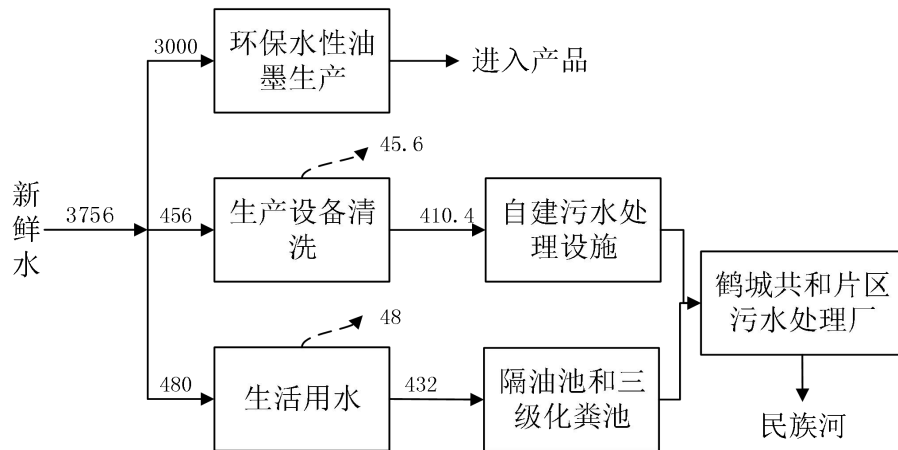 3000
环保水性油
墨生产
进入产品
45.6
新鲜水
3756
456
生产设备清
洗
410.4
自建污水处
理设施
鹤城共和片区
污水处理厂
48
480
生活用水
432
隔油池和三
级化粪池
民族河